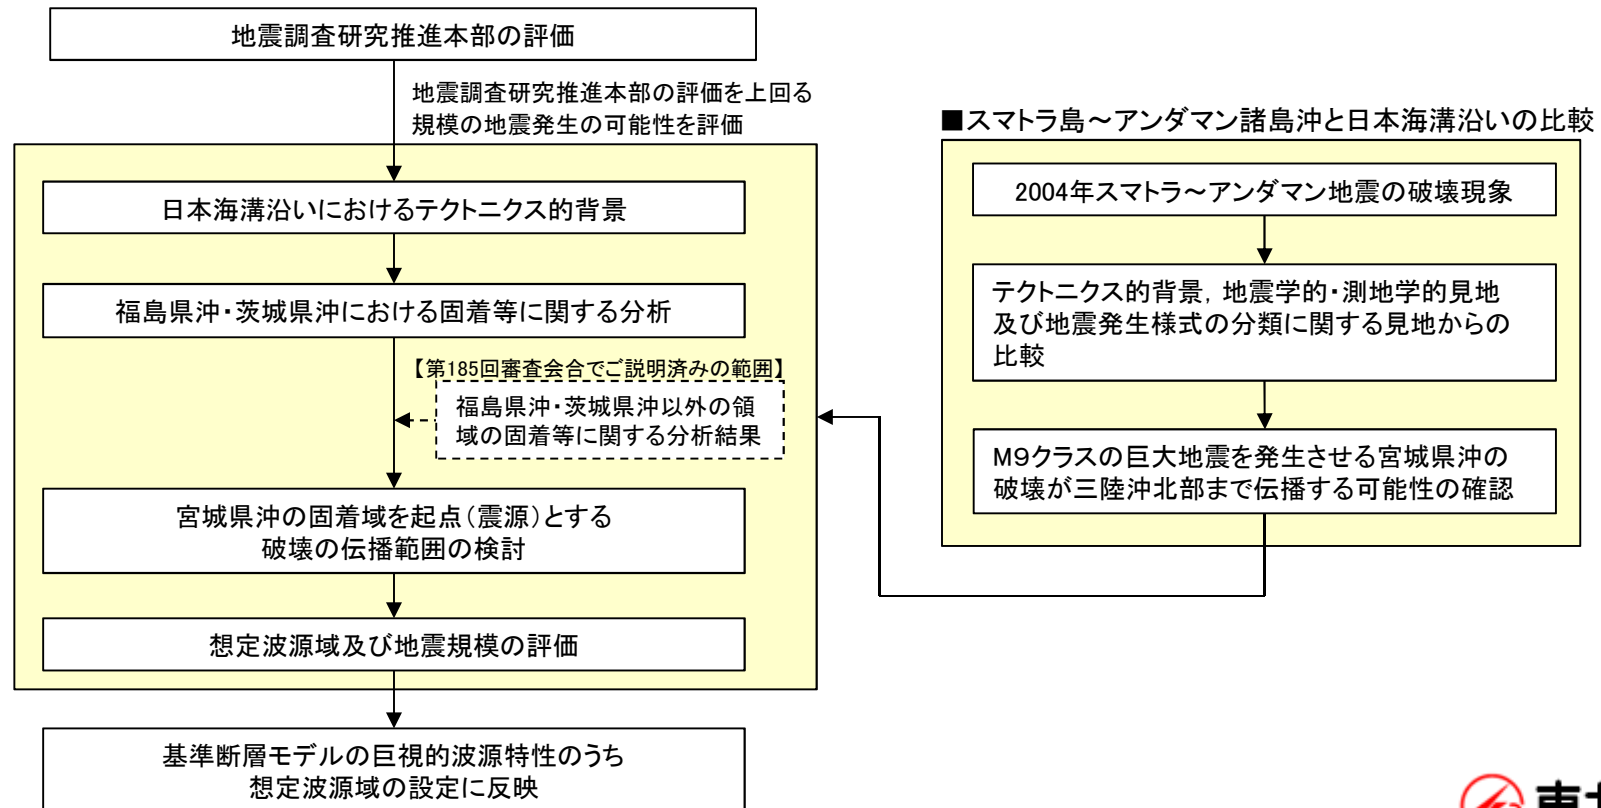 地震調査研究推進本部の評価
地震調査研究推進本部の評価を上回る
規模の地震発生の可能性を評価
日本海溝沿いにおけるテクトニクス的背景
福島県沖・茨城県沖における固着等に関する分析
【第185回審査会合でご説明済みの範囲】
福島県沖・茨城県沖以外の領
域の固着等に関する分析結果
宮城県沖の固着域を起点（震源）とする
破壊の伝播範囲の検討
想定波源域及び地震規模の評価
基準断層モデルの巨視的波源特性のうち
想定波源域の設定に反映
■スマトラ島～アンダマン諸島沖と日本海溝沿いの比較
2004年スマトラ～アンダマン地震の破壊現象
テクトニクス的背景，地震学的・測地学的見地
及び地震発生様式の分類に関する見地からの
比較
M9クラスの巨大地震を発生させる宮城県沖の
破壊が三陸沖北部まで伝播する可能性の確認